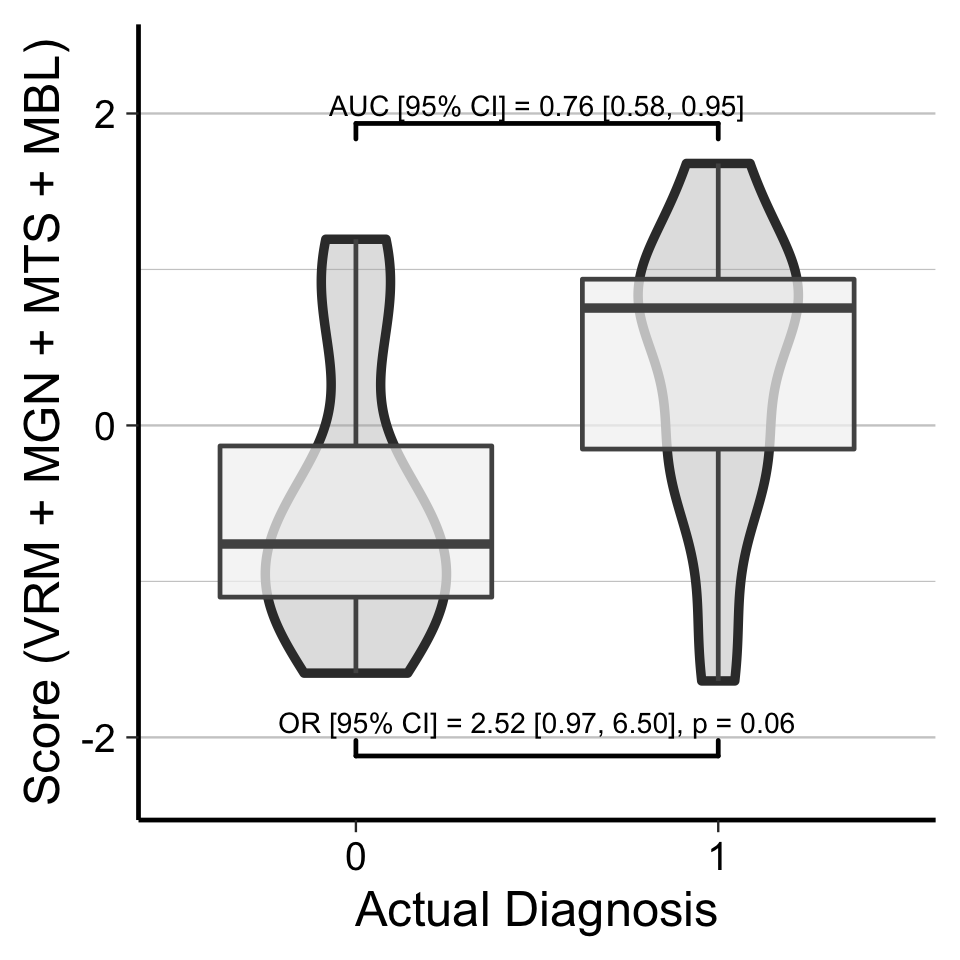 Score (VRM + MGN + MTS + MBL)
2
0
-2
AUC [95% CI] = 0.76 [0.58, 0.95]
OR [95% CI] = 2.52 [0.97, 6.50], p = 0.06
0 1
Actual Diagnosis